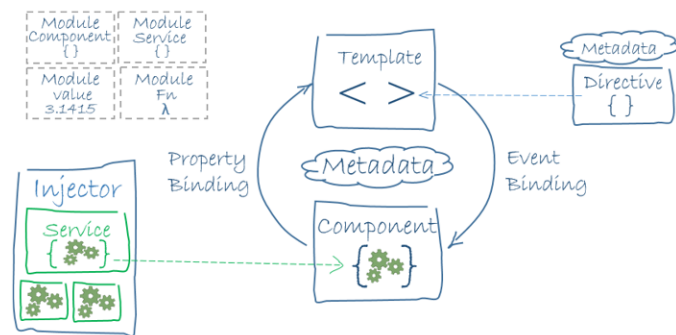 Module
Component
{ }
Module
Service
{ }
Module
value
3.1415
Module
Fn
λ
Template
< >
Metadata
Directive
{ }
Property
Binding
Metadata
Event
Binding
Injector
Service
{ }
Component
{ }